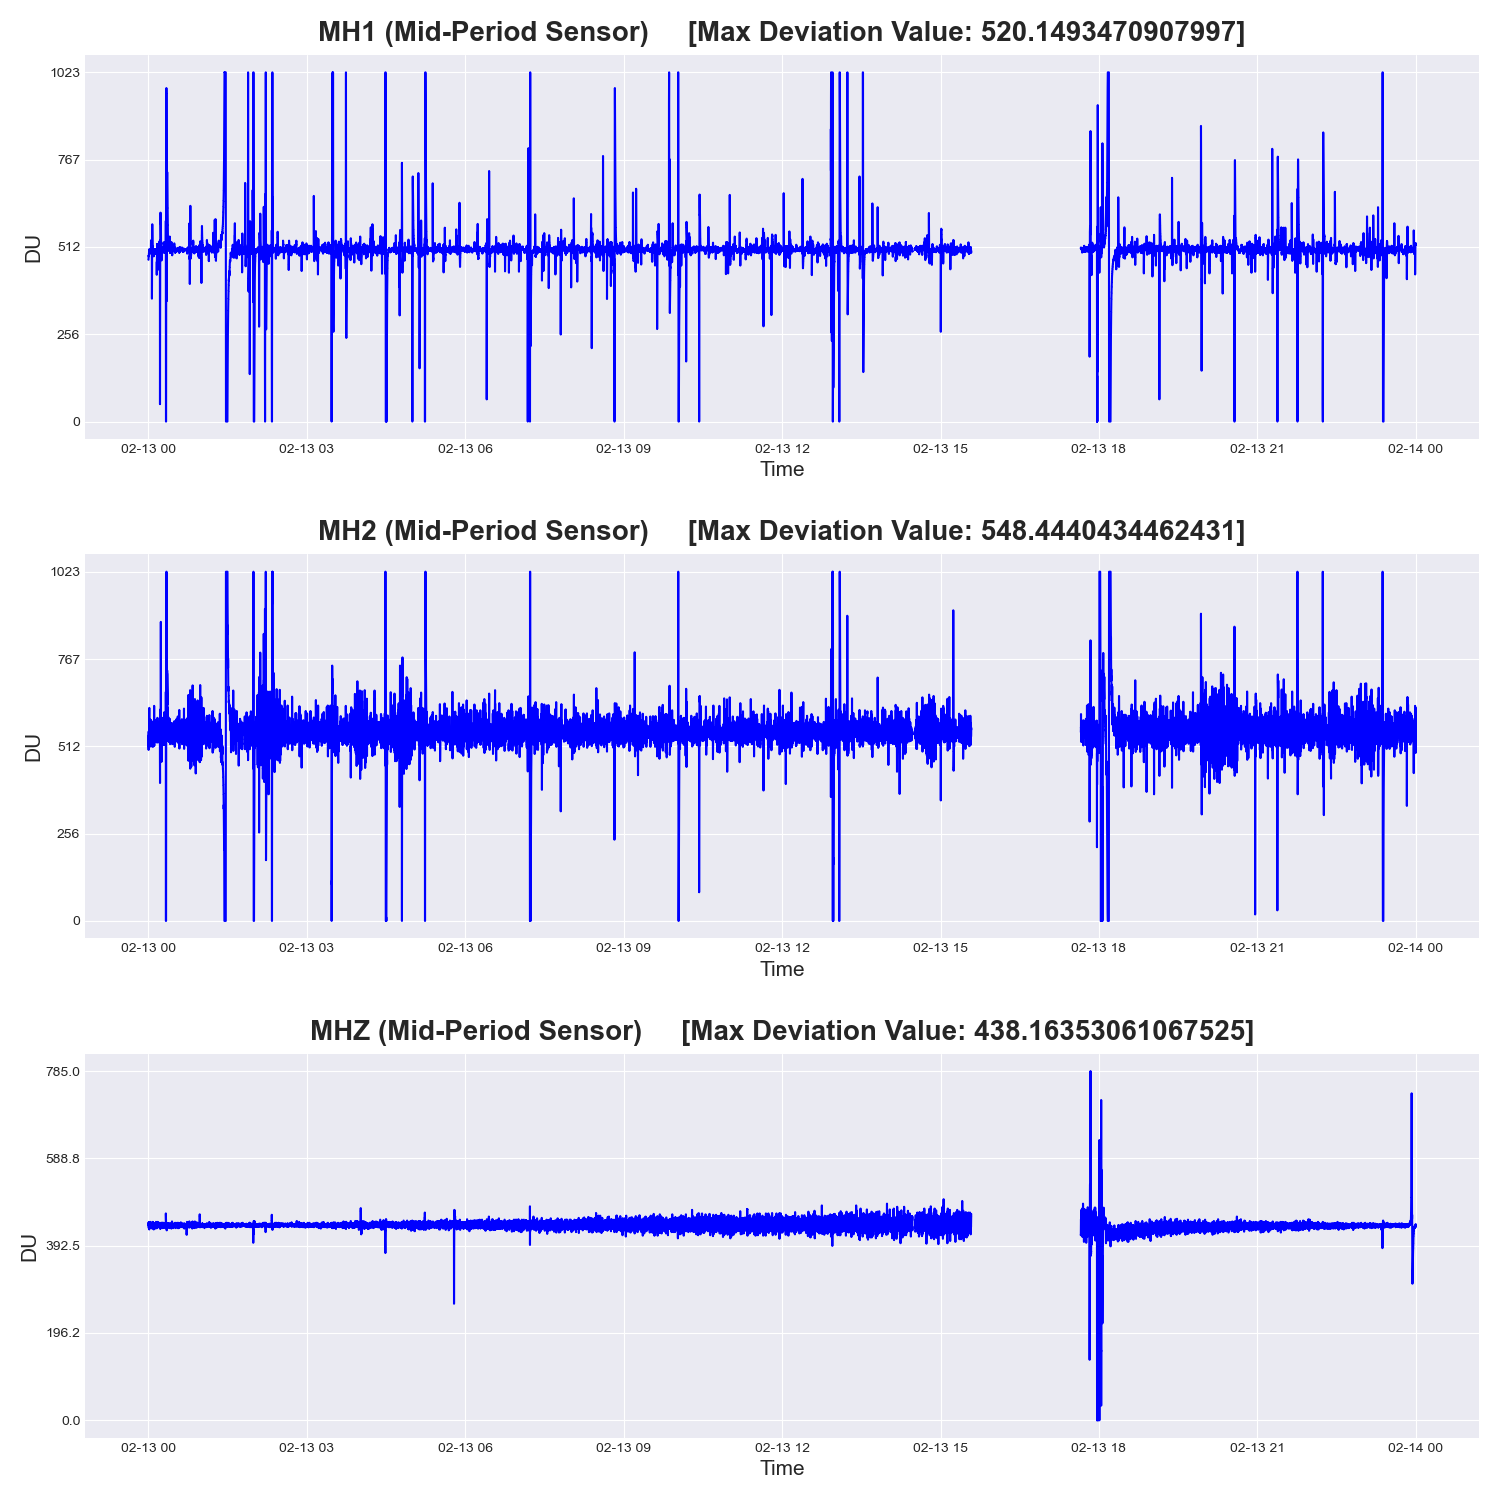 MH1 (Mid-Period Sensor) [Max Deviation Value: 520.1493470907997]
1023
767
512
256
0
DU
02-13 00 02-13 03 02-13 06 02-13 09 02-13 12 02-13 15 02-13 18 02-13 21 02-14 00
Time
MH2 (Mid-Period Sensor) [Max Deviation Value: 548.4440434462431]
1023
767
512
256
0
DU
02-13 00 02-13 03 02-13 06 02-13 09 02-13 12 02-13 15 02-13 18 02-13 21 02-14 00
Time
MHZ (Mid-Period Sensor) [Max Deviation Value: 438.16353061067525]
785.0
588.8
392.5
196.2
0.0
DU
02-13 00 02-13 03 02-13 06 02-13 09 02-13 12 02-13 15 02-13 18 02-13 21 02-14 00
Time